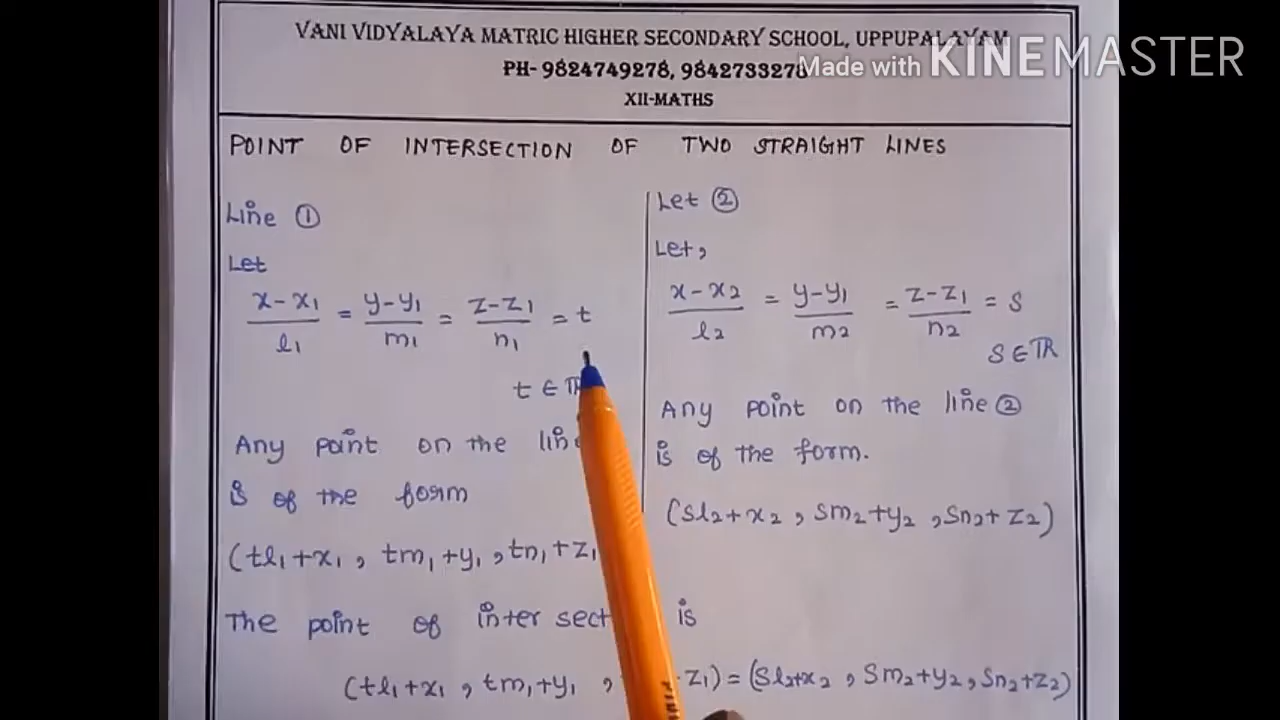 VANI VIDYALAYA MATRIC HIGHER SECONDARY SCHOOL, UPPUPALAYAM
PH- 9824749278, 9842733278
Made with KINEMASTER
XII-MATHS
POINT OF INTERSECTION OF TWO STRAIGHT LINES
Line ①
Let
x-x₁/l₁ = y-y₁/m₁ = z-z₁/n₁ = t
t ∈
Any point on the
is of the form
(tl₁+x₁, tm₁+y₁, tn₁+z₁
Let ②
Let,
x-x₂/l₂ = y-y₁/m₂ = z-z₁/n₂ = s
s ∈ ℝ
Any point on the line ②
is of the form.
(sl₂+x₂, sm₂+y₂, sn₂+z₂)
The point of inter sect is
(tl₁+x₁, tm₁+y₁, z₁) = (sl₂+x₂, sm₂+y₂, sn₂+z₂)